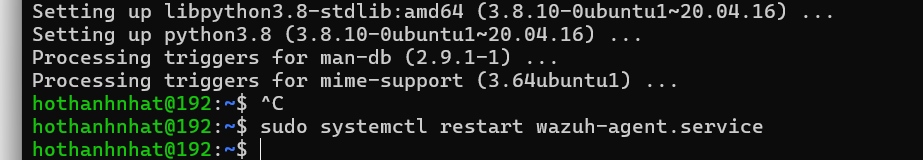 Setting up libpython3.8-stdlib:amd64 (3.8.10-0ubuntu1~20.04.16) ...
Setting up python3.8 (3.8.10-0ubuntu1~20.04.16) ...
Processing triggers for man-db (2.9.1-1) ...
Processing triggers for mime-support (3.64ubuntu1) ...
hothanhnhat@192:~$ ^C
hothanhnhat@192:~$ sudo systemctl restart wazuh-agent.service
hothanhnhat@192:~$